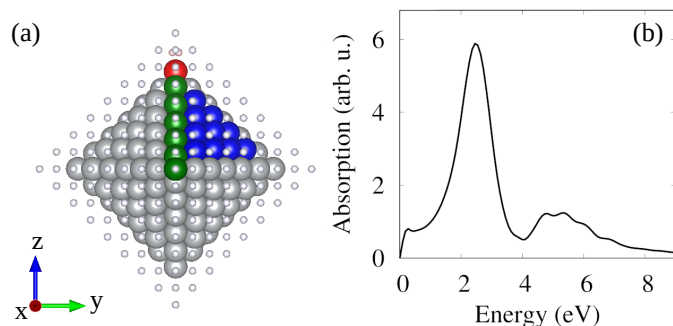 (a)
z
x
y
(b)
Absorption (arb. u.)
6
4
2
0
0 2 4 6 8
Energy (eV)